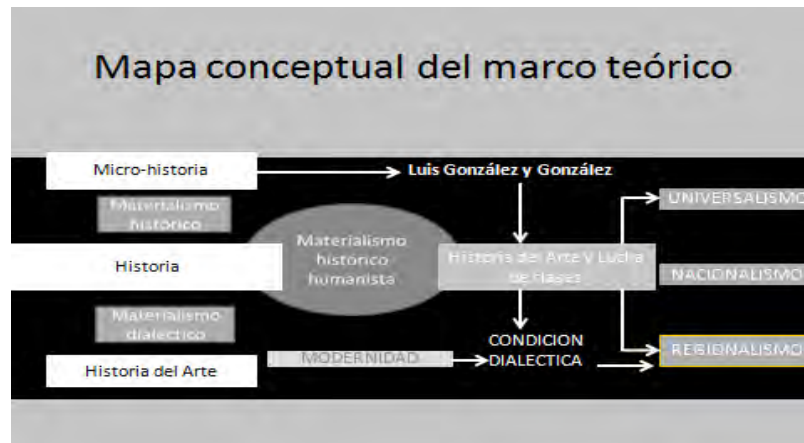 Mapa conceptual del marco teórico
Micro-historia
Luis González y González
Materialismo
histórico
UNIVERSALISMO
Historia
Materialismo
histórico
humanista
Historia del Arte y Lucha
de clases
NACIONALISMO
Materialismo
dialectico
Historia del Arte
MODERNIDAD
CONDICION
DIALECTICA
REGIONALISMO